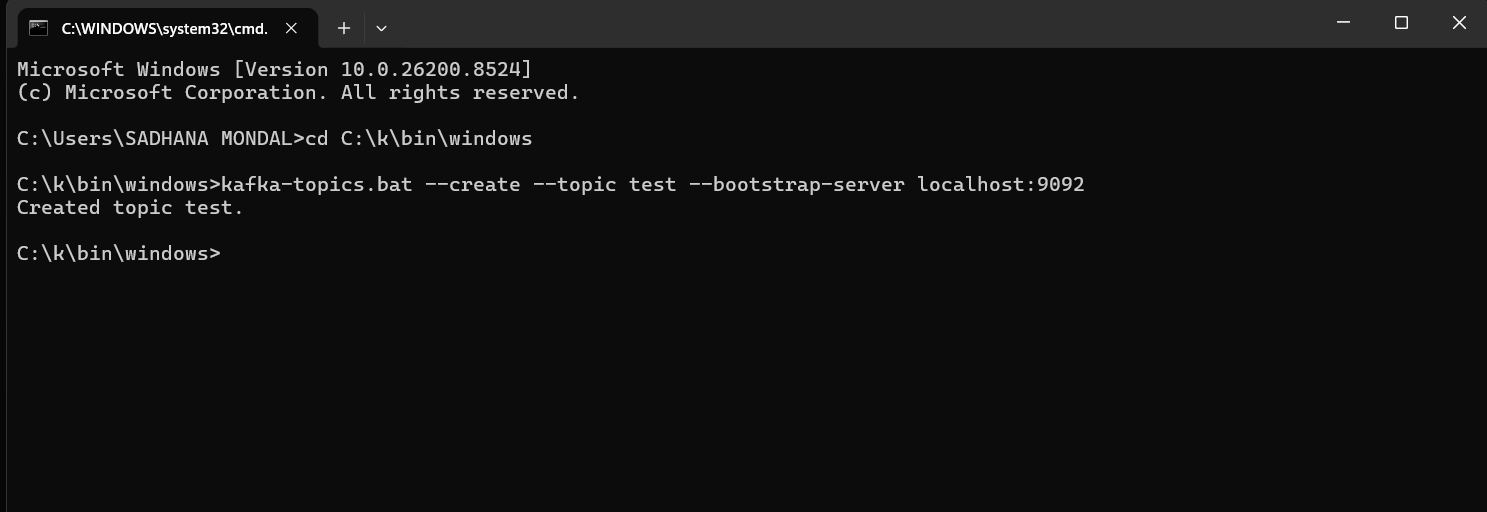 C:\WINDOWS\system32\cmd.
Microsoft Windows [Version 10.0.26200.8524]
(c) Microsoft Corporation. All rights reserved.
C:\Users\SADHANA MONDAL>cd C:\k\bin\windows
C:\k\bin\windows>kafka-topics.bat --create --topic test --bootstrap-server localhost:9092
Created topic test.
C:\k\bin\windows>